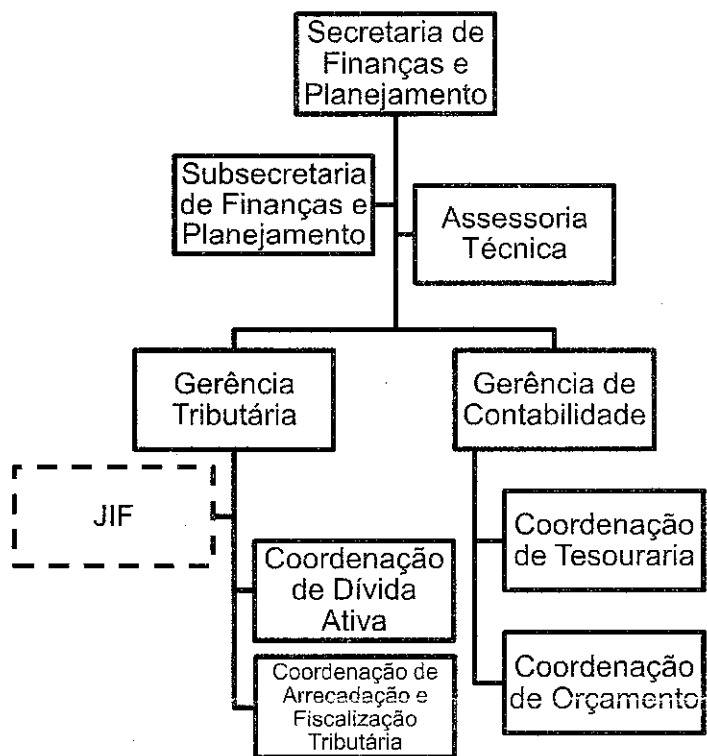 Secretaria de
Finanças e
Planejamento
Subsecretaria
de Finanças e
Planejamento
Assessoria
Técnica
Gerência
Tributária
Gerência de
Contabilidade
JIF
Coordenação
de Dívida
Ativa
Coordenação de
Arrecadação e
Fiscalização
Tributária
Coordenação
de Tesouraria
Coordenação
de Orçamento